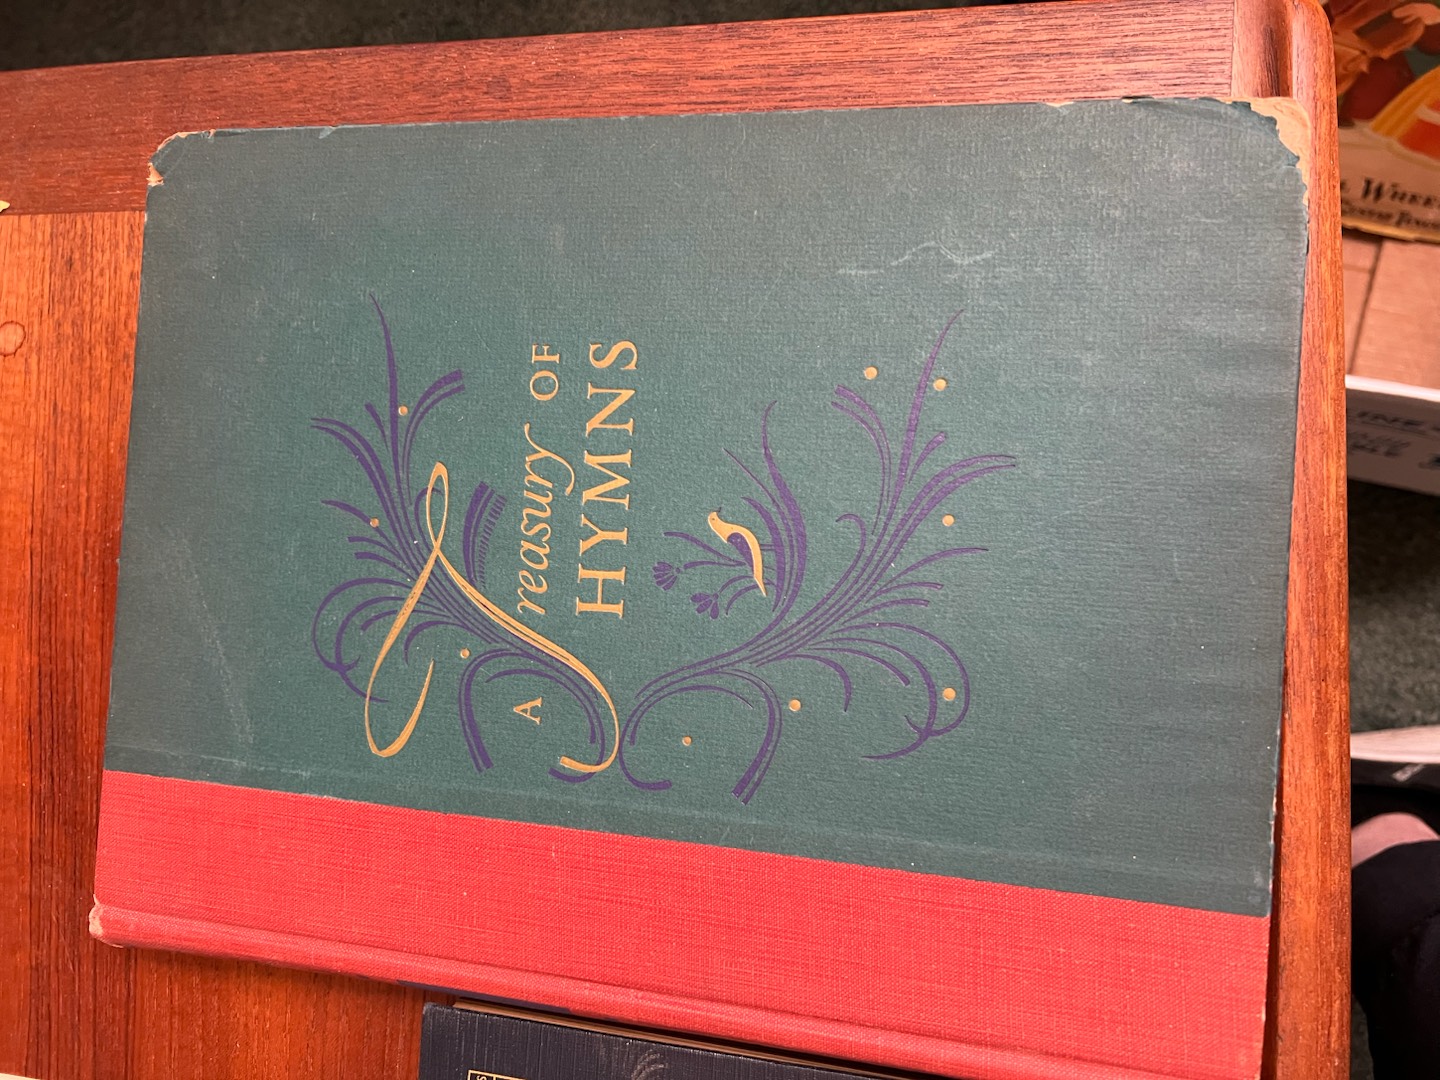 A Treasury OF
HYMNS